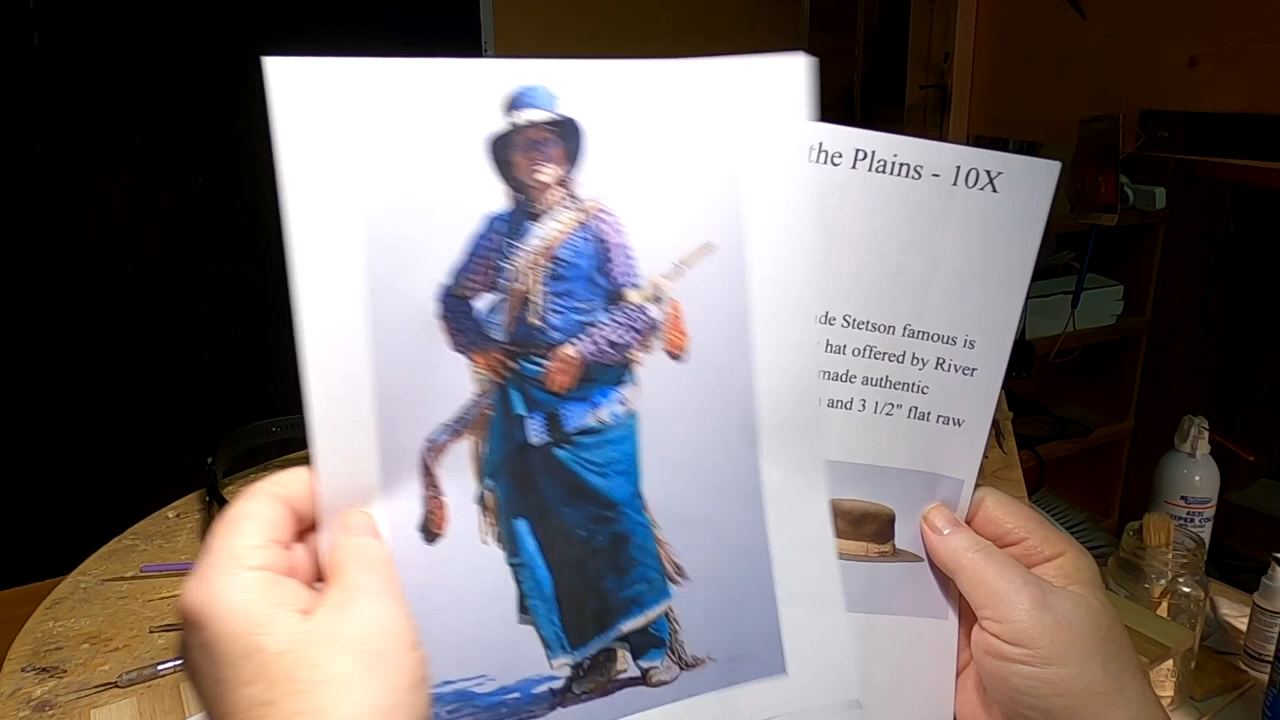 the Plains - 10X
de Stetson famous is
hat offered by River
made authentic
and 3 1/2" flat raw